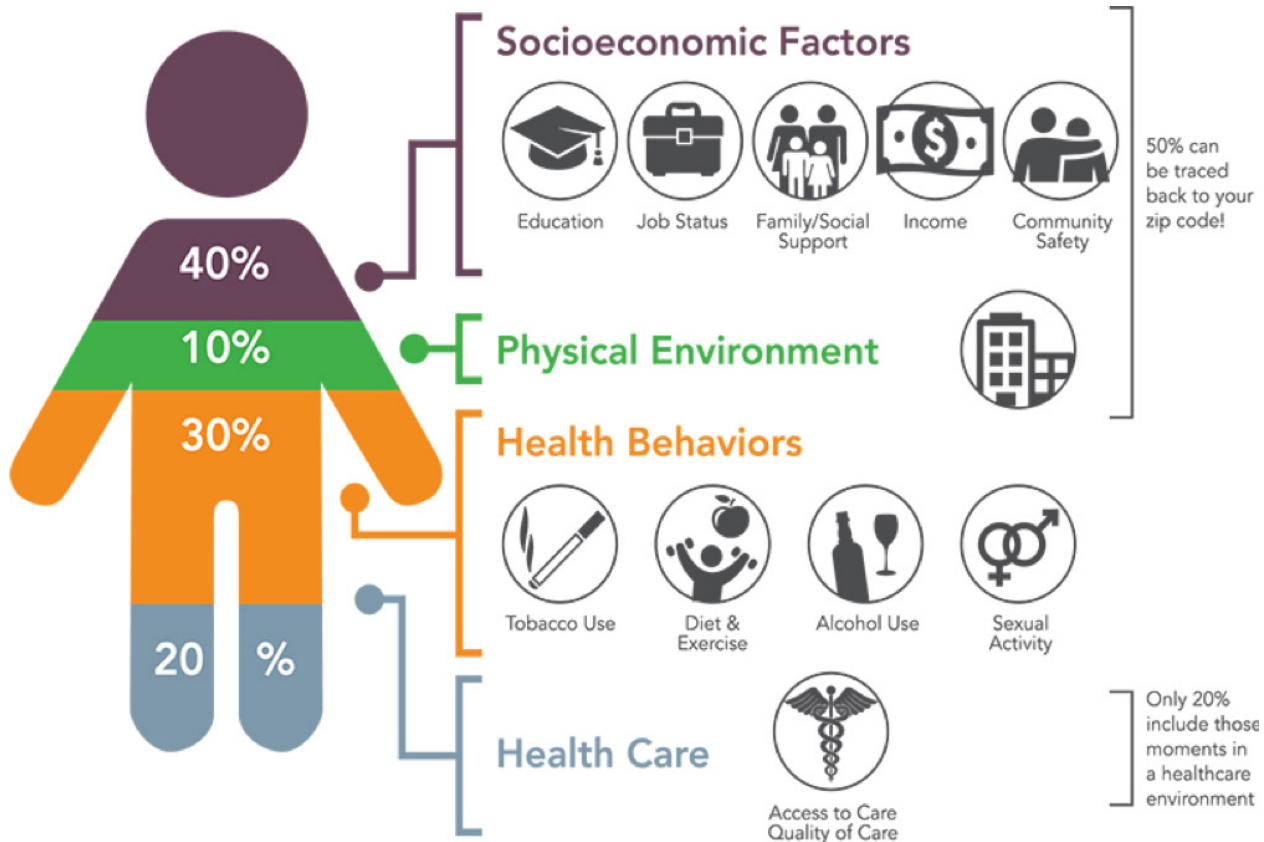 Socioeconomic Factors
Education
Job Status
Family/Social
Support
Income
Community
Safety
50% can
be traced
back to your
zip code!
40%
10%
Physical Environment
30%
Health Behaviors
Tobacco Use
Diet &
Exercise
Alcohol Use
Sexual
Activity
20 %
Health Care
Access to Care
Quality of Care
Only 20%
include those
moments in
a healthcare
environment
$